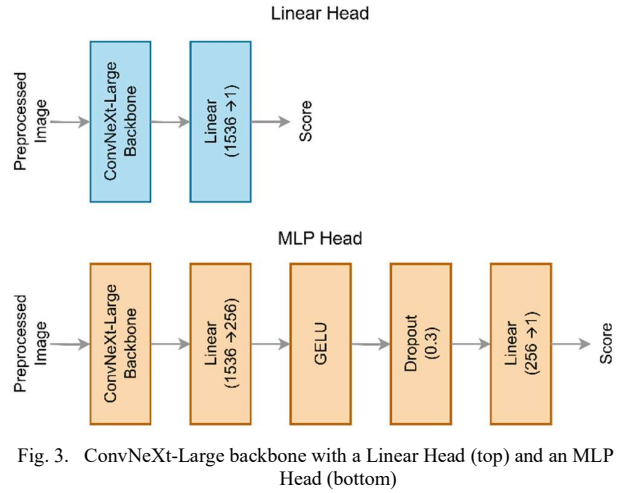 Linear Head
Preprocessed
Image
ConvNeXt-Large
Backbone
Linear
(1536 →1)
Score
MLP Head
Preprocessed
Image
ConvNeXt-Large
Backbone
Linear
(1536 →256)
GELU
Dropout
(0.3)
Linear
(256 →1)
Score
Fig. 3. ConvNeXt-Large backbone with a Linear Head (top) and an MLP
Head (bottom)